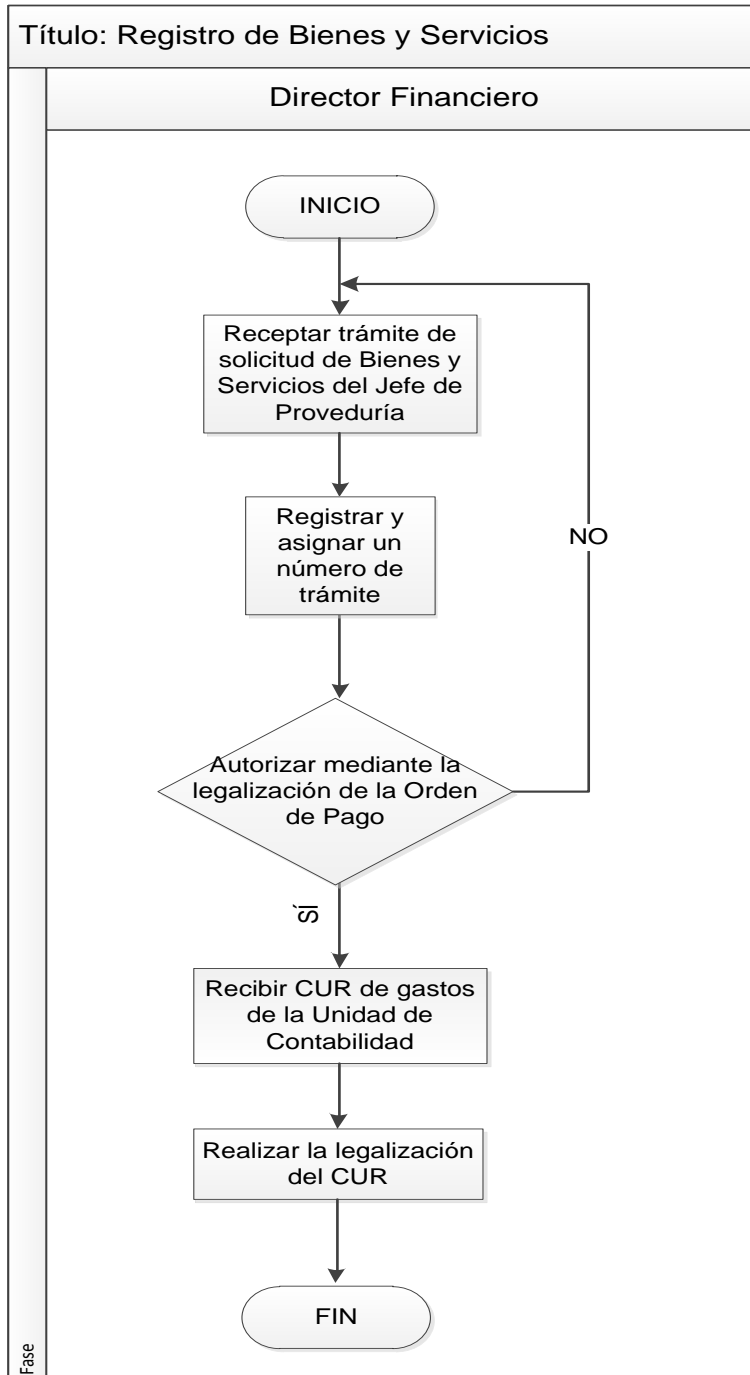 Título: Registro de Bienes y Servicios
Director Financiero
INICIO
Receptar trámite de
solicitud de Bienes y
Servicios del Jefe de
Proveduría
Registrar y
asignar un
número de
trámite
NO
Autorizar mediante la
legalización de la Orden
de Pago
SÍ
Recibir CUR de gastos
de la Unidad de
Contabilidad
Realizar la legalización
del CUR
FIN
Fase